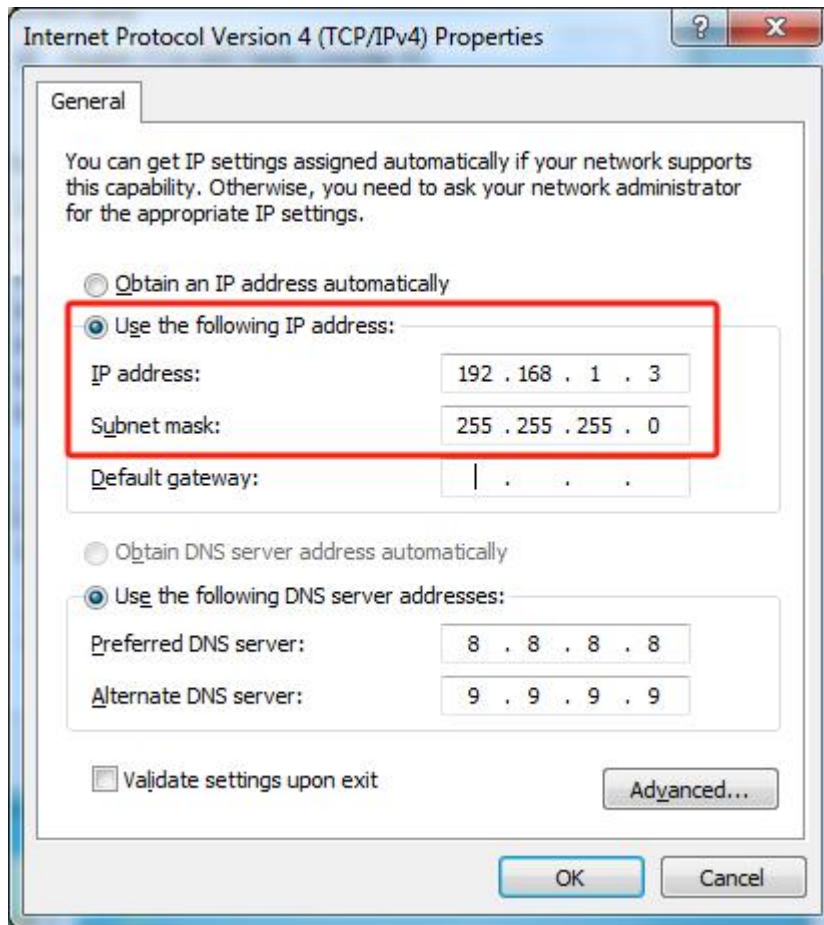 Internet Protocol Version 4 (TCP/IPv4) Properties
General
You can get IP settings assigned automatically if your network supports
this capability. Otherwise, you need to ask your network administrator
for the appropriate IP settings.
Obtain an IP address automatically
Use the following IP address:
IP address: 192 . 168 . 1 . 3
Subnet mask: 255 . 255 . 255 . 0
Default gateway: . . .
Obtain DNS server address automatically
Use the following DNS server addresses:
Preferred DNS server: 8 . 8 . 8 . 8
Alternate DNS server: 9 . 9 . 9 . 9
Validate settings upon exit
Advanced...
OK Cancel